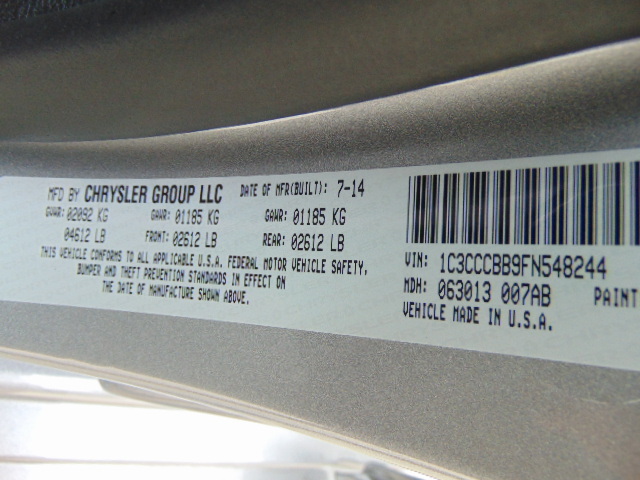 MFD BY CHRYSLER GROUP LLC DATE OF MFR(BUILT): 7-14
GVWR: 02092 KG GAWR: 01185 KG GAWR: 01185 KG
04612 LB FRONT: 02612 LB REAR: 02612 LB
THIS VEHICLE CONFORMS TO ALL APPLICABLE U.S.A. FEDERAL MOTOR VEHICLE SAFETY,
BUMPER AND THEFT PREVENTION STANDARDS IN EFFECT ON
THE DATE OF MANUFACTURE SHOWN ABOVE.
VIN: 1C3CCCBB9FN548244
MDH: 063013 007AB PAINT
VEHICLE MADE IN U.S.A.